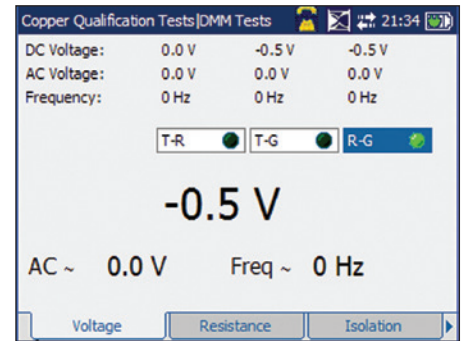 Copper Qualification Tests|DMM Tests 21:34
DC Voltage: 0.0 V -0.5 V -0.5 V
AC Voltage: 0.0 V 0.0 V 0.0 V
Frequency: 0 Hz 0 Hz 0 Hz
T-R T-G R-G
-0.5 V
AC ~ 0.0 V Freq ~ 0 Hz
Voltage Resistance Isolation